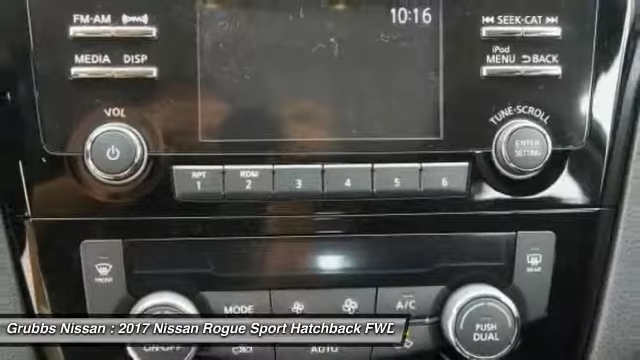 FM-AM
10:16
SEEK-CAT
MEDIA DISP
iPod
MENU BACK
VOL
TUNE·SCROLL
ENTER
SETTING
RPT
1
RDM
2
3
4
5
6
FRONT
REAR
MODE
A/C
PUSH
DUAL
ON·OFF
AUTO
Grubbs Nissan : 2017 Nissan Rogue Sport Hatchback FWD